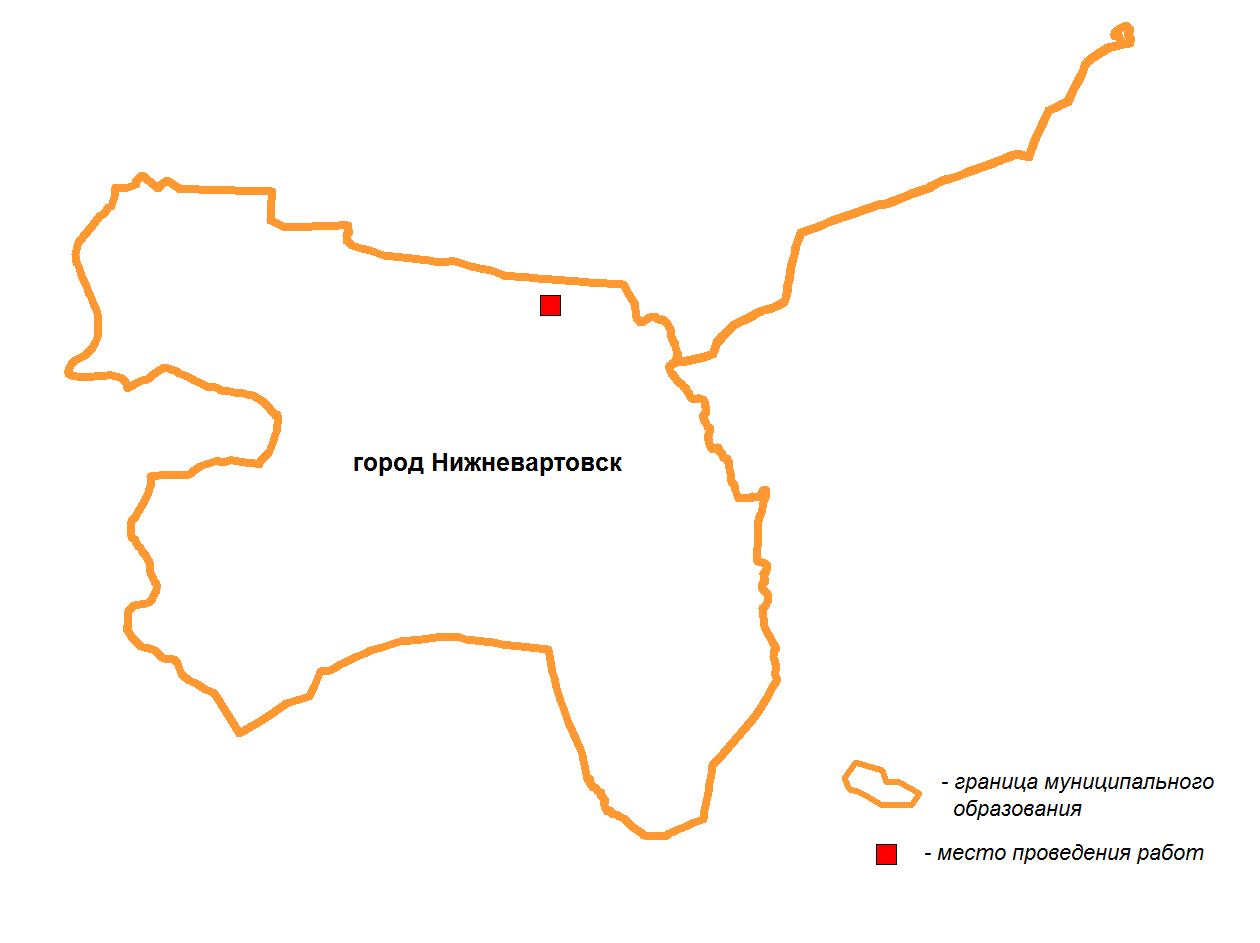 город Нижневартовск
- граница муниципального
образования
- место проведения работ